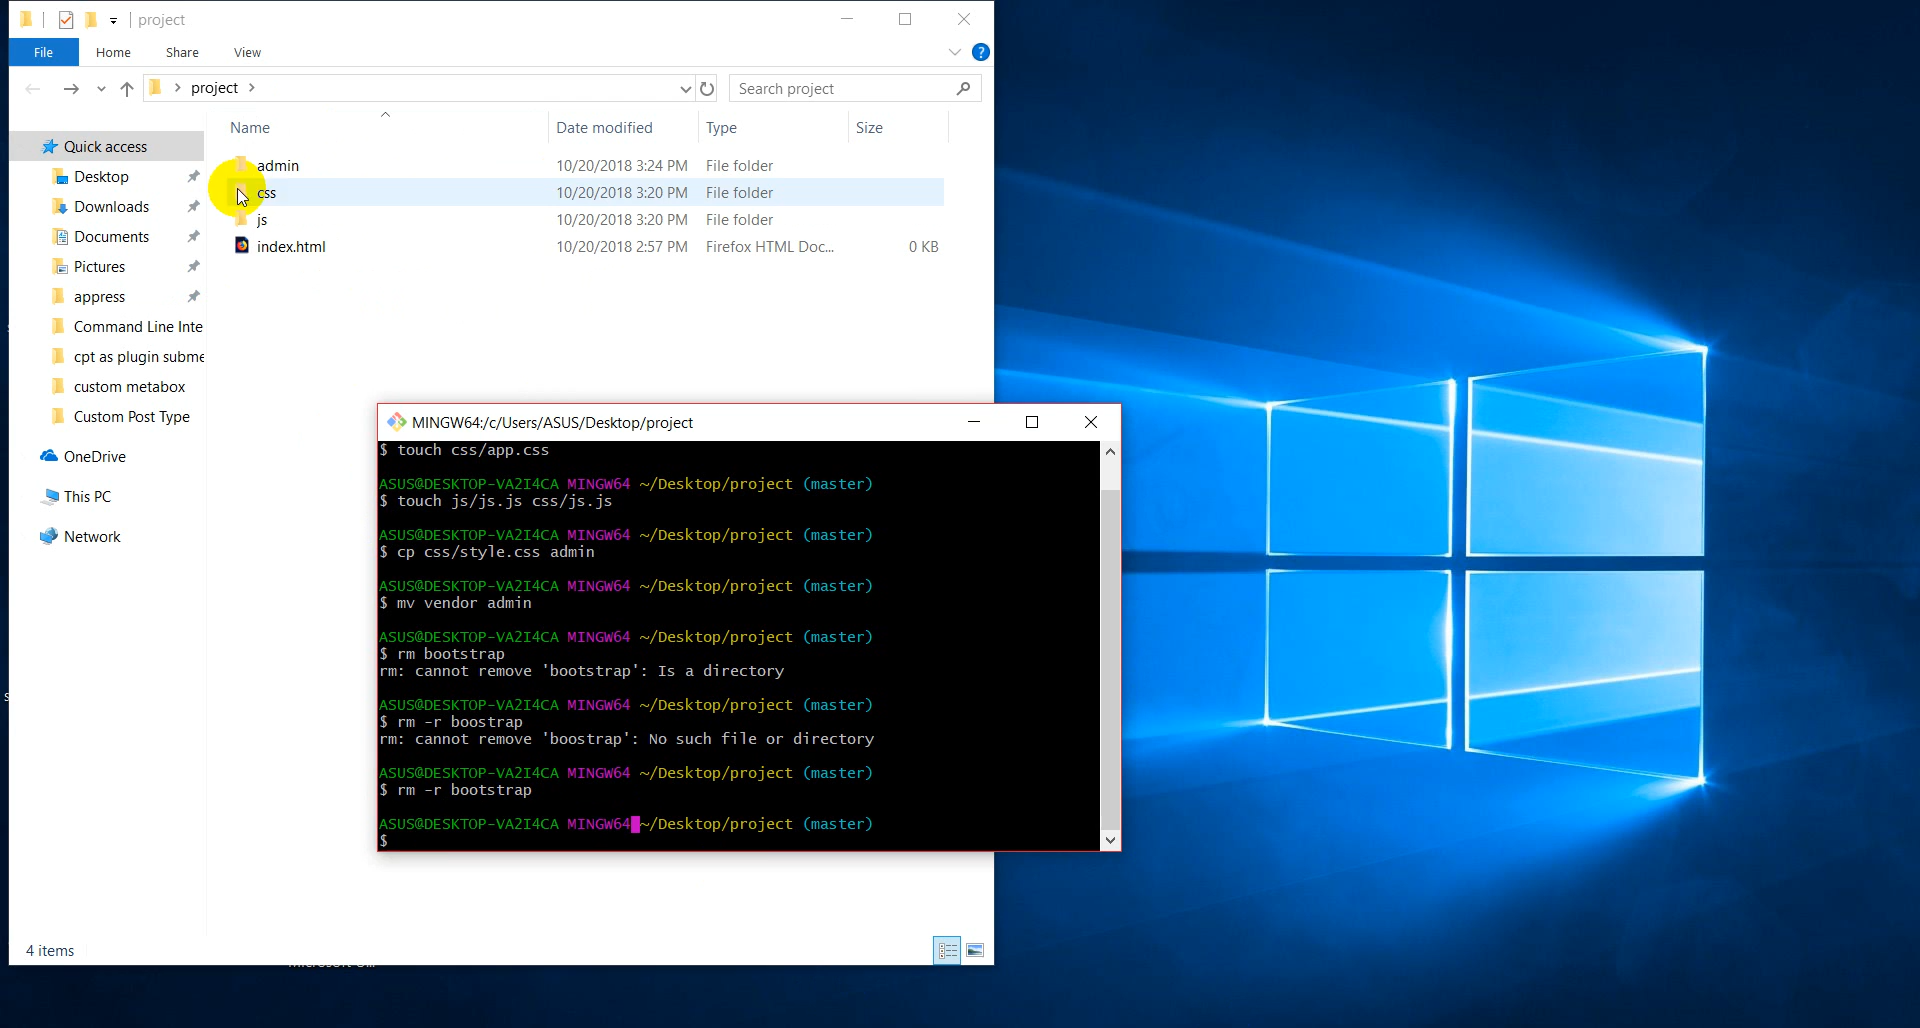 project
File Home Share View
project
Search project
Name Date modified Type Size
Quick access
Desktop
Downloads
Documents
Pictures
appress
Command Line Inte
cpt as plugin subme
custom metabox
Custom Post Type
OneDrive
This PC
Network
admin 10/20/2018 3:24 PM File folder
css 10/20/2018 3:20 PM File folder
js 10/20/2018 3:20 PM File folder
index.html 10/20/2018 2:57 PM Firefox HTML Doc... 0 KB
MINGW64:/c/Users/ASUS/Desktop/project
$ touch css/app.css
ASUS@DESKTOP-VA2I4CA MINGW64 ~/Desktop/project (master)
$ touch js/js.js css/js.js
ASUS@DESKTOP-VA2I4CA MINGW64 ~/Desktop/project (master)
$ cp css/style.css admin
ASUS@DESKTOP-VA2I4CA MINGW64 ~/Desktop/project (master)
$ mv vendor admin
ASUS@DESKTOP-VA2I4CA MINGW64 ~/Desktop/project (master)
$ rm bootstrap
rm: cannot remove 'bootstrap': Is a directory
ASUS@DESKTOP-VA2I4CA MINGW64 ~/Desktop/project (master)
$ rm -r boostrap
rm: cannot remove 'boostrap': No such file or directory
ASUS@DESKTOP-VA2I4CA MINGW64 ~/Desktop/project (master)
$ rm -r bootstrap
ASUS@DESKTOP-VA2I4CA MINGW64 ~/Desktop/project (master)
$
4 items